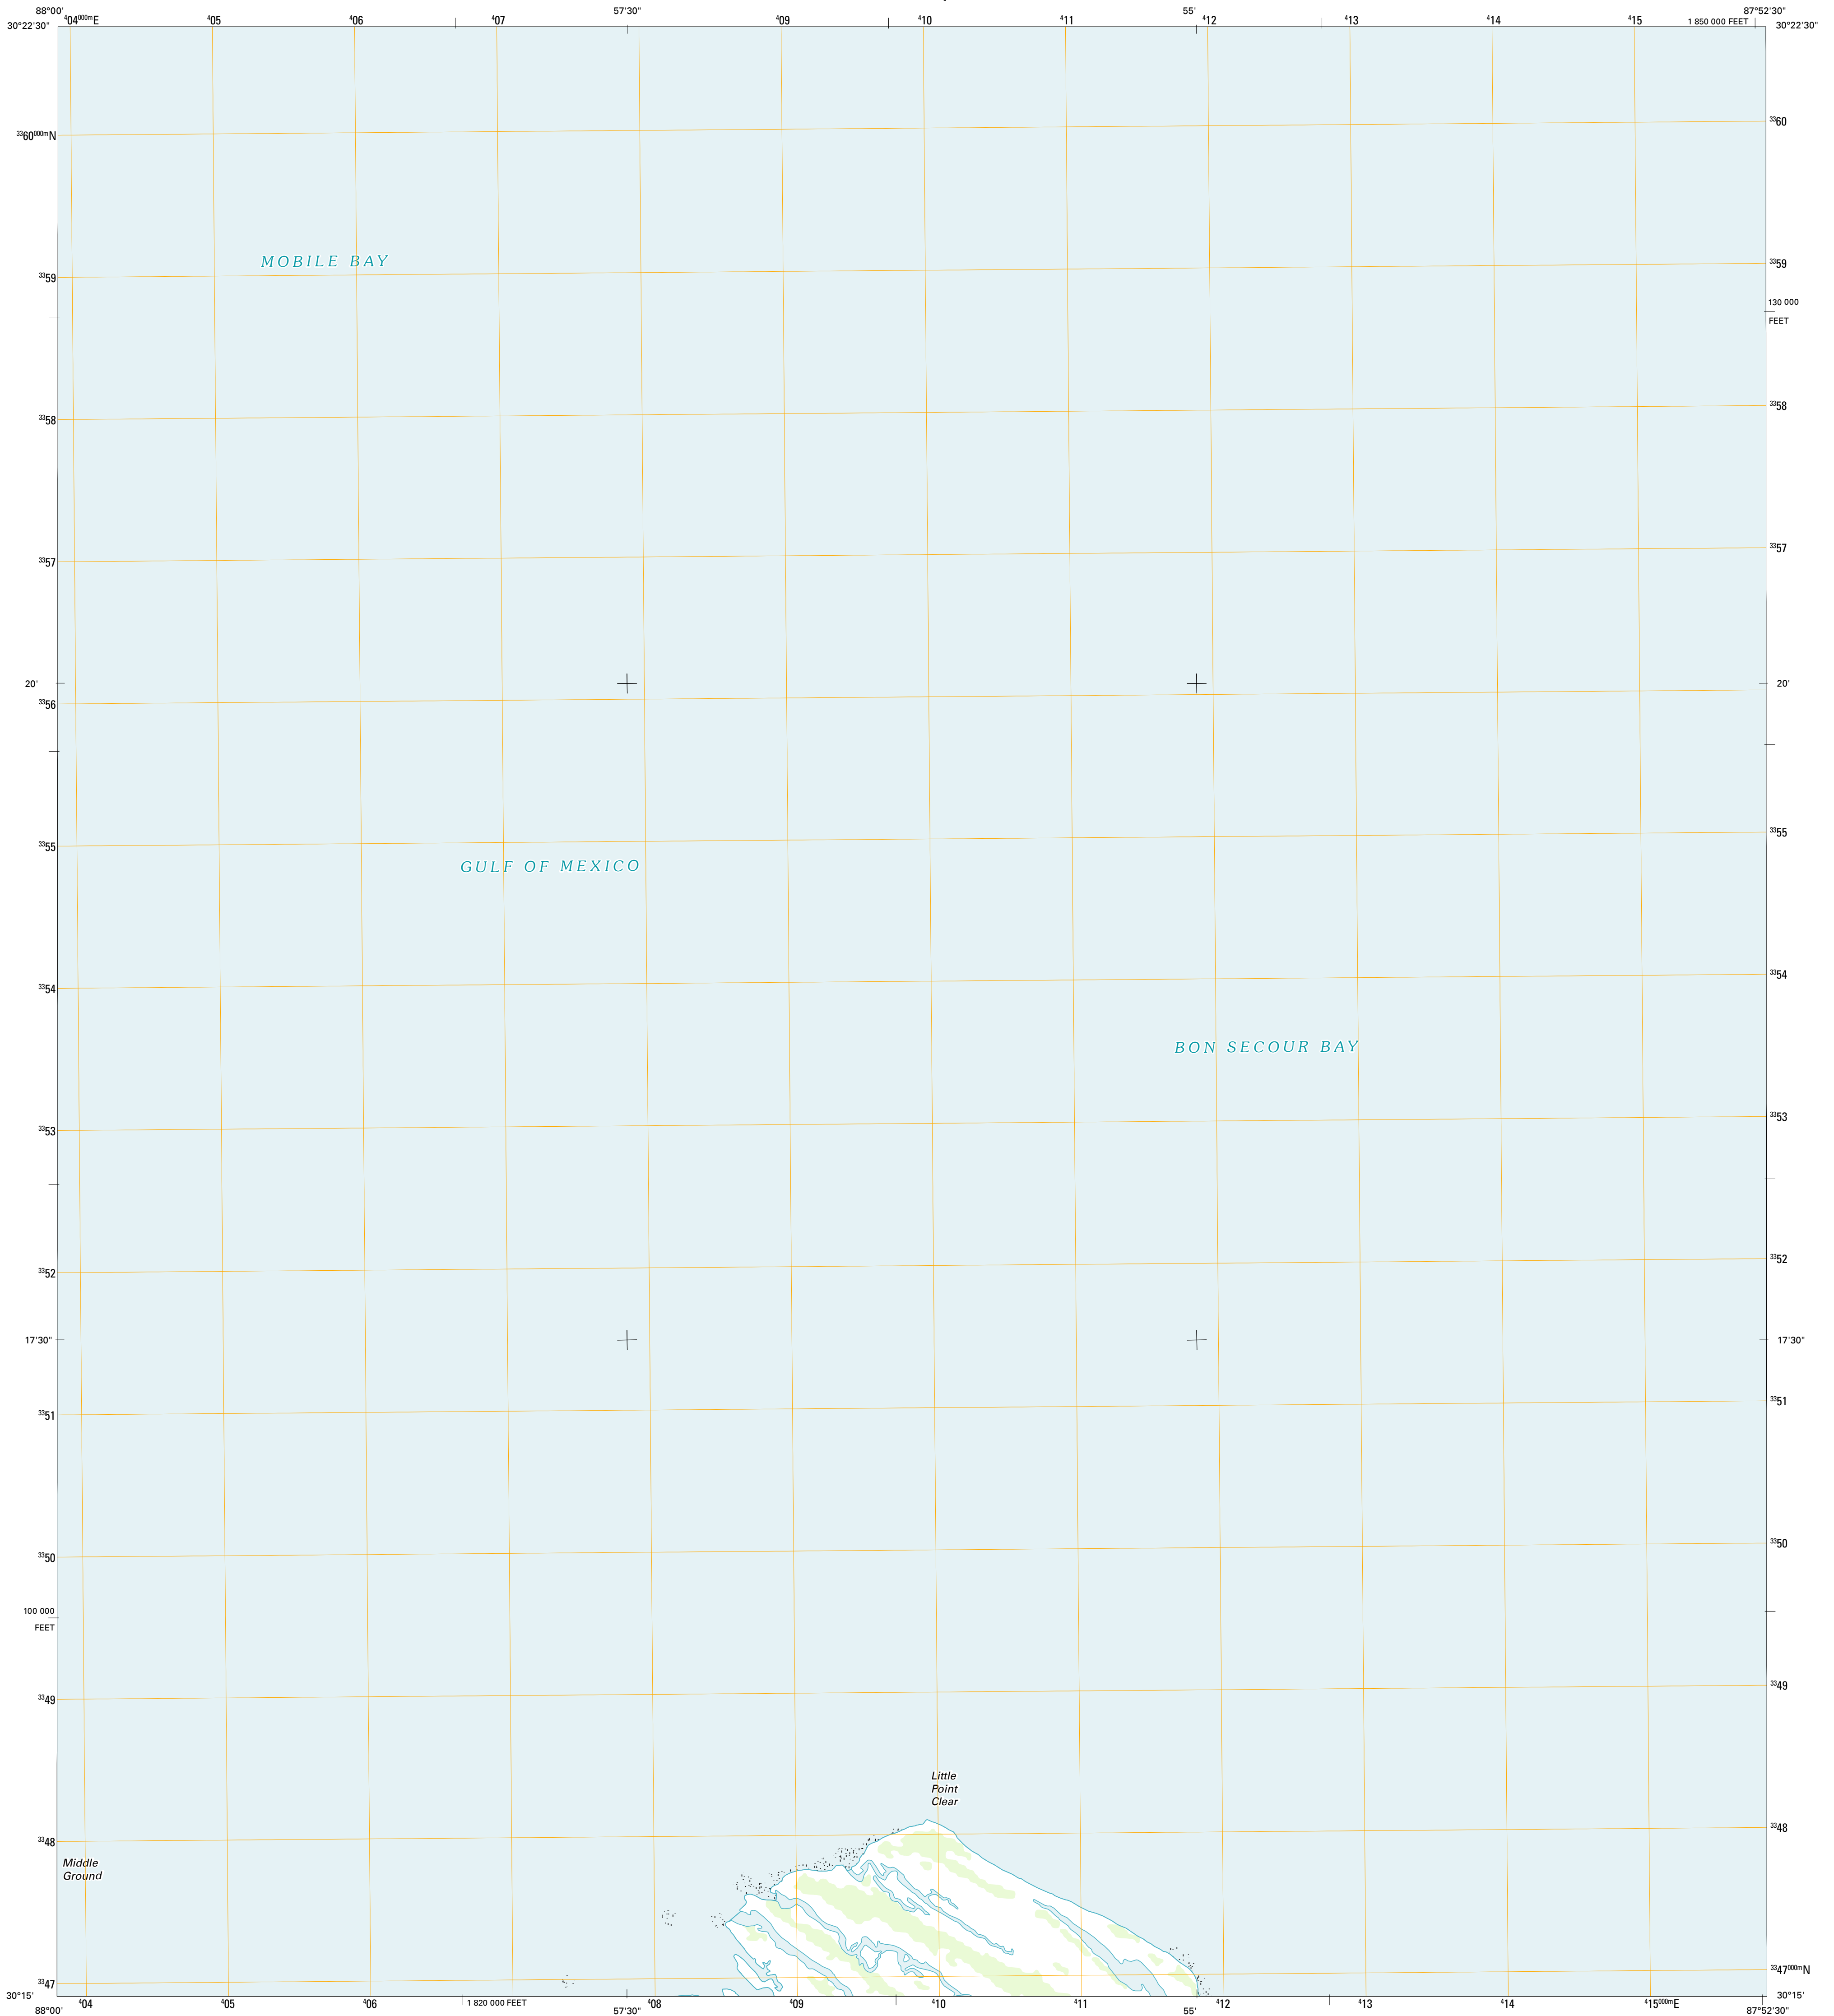 88°00' 57'30" 55' 87°52'30"
⁴04⁰⁰⁰ᵐE ⁴05 ⁴06 ⁴07 ⁴09 ⁴10 ⁴11 ⁴12 ⁴13 ⁴14 ⁴15 1 850 000 FEET
30°22'30" 30°22'30"
³³60⁰⁰⁰ᵐN ³³60
MOBILE BAY
³³59 ³³59
130 000
FEET
³³58 ³³58
³³57 ³³57
20' 20'
³³56 ³³56
³³55 ³³55
GULF OF MEXICO
³³54 ³³54
BON SECOUR BAY
³³53 ³³53
³³52 ³³52
17'30" 17'30"
³³51 ³³51
³³50 ³³50
100 000
FEET
³³49 ³³49
Little
Point
Clear
³³48 ³³48
Middle
Ground
³³47 ³³47⁰⁰⁰ᵐN
30°15' 30°15'
⁴04 ⁴05 ⁴06 1 820 000 FEET ⁴08 ⁴09 ⁴10 ⁴11 ⁴12 ⁴13 ⁴14 ⁴15⁰⁰⁰ᵐE
88°00' 57'30" 55' 87°52'30"